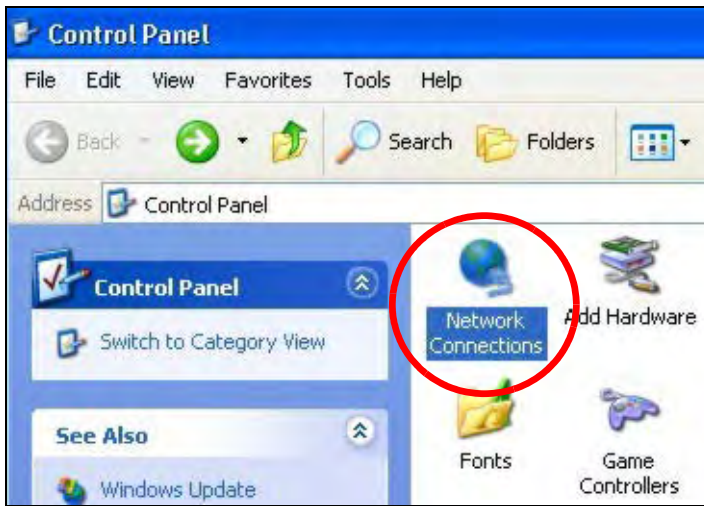 Control Panel
File Edit View Favorites Tools Help
Back Search Folders
Address Control Panel
Control Panel
Switch to Category View
See Also
Windows Update
Network
Connections
Add Hardware
Fonts
Game
Controllers